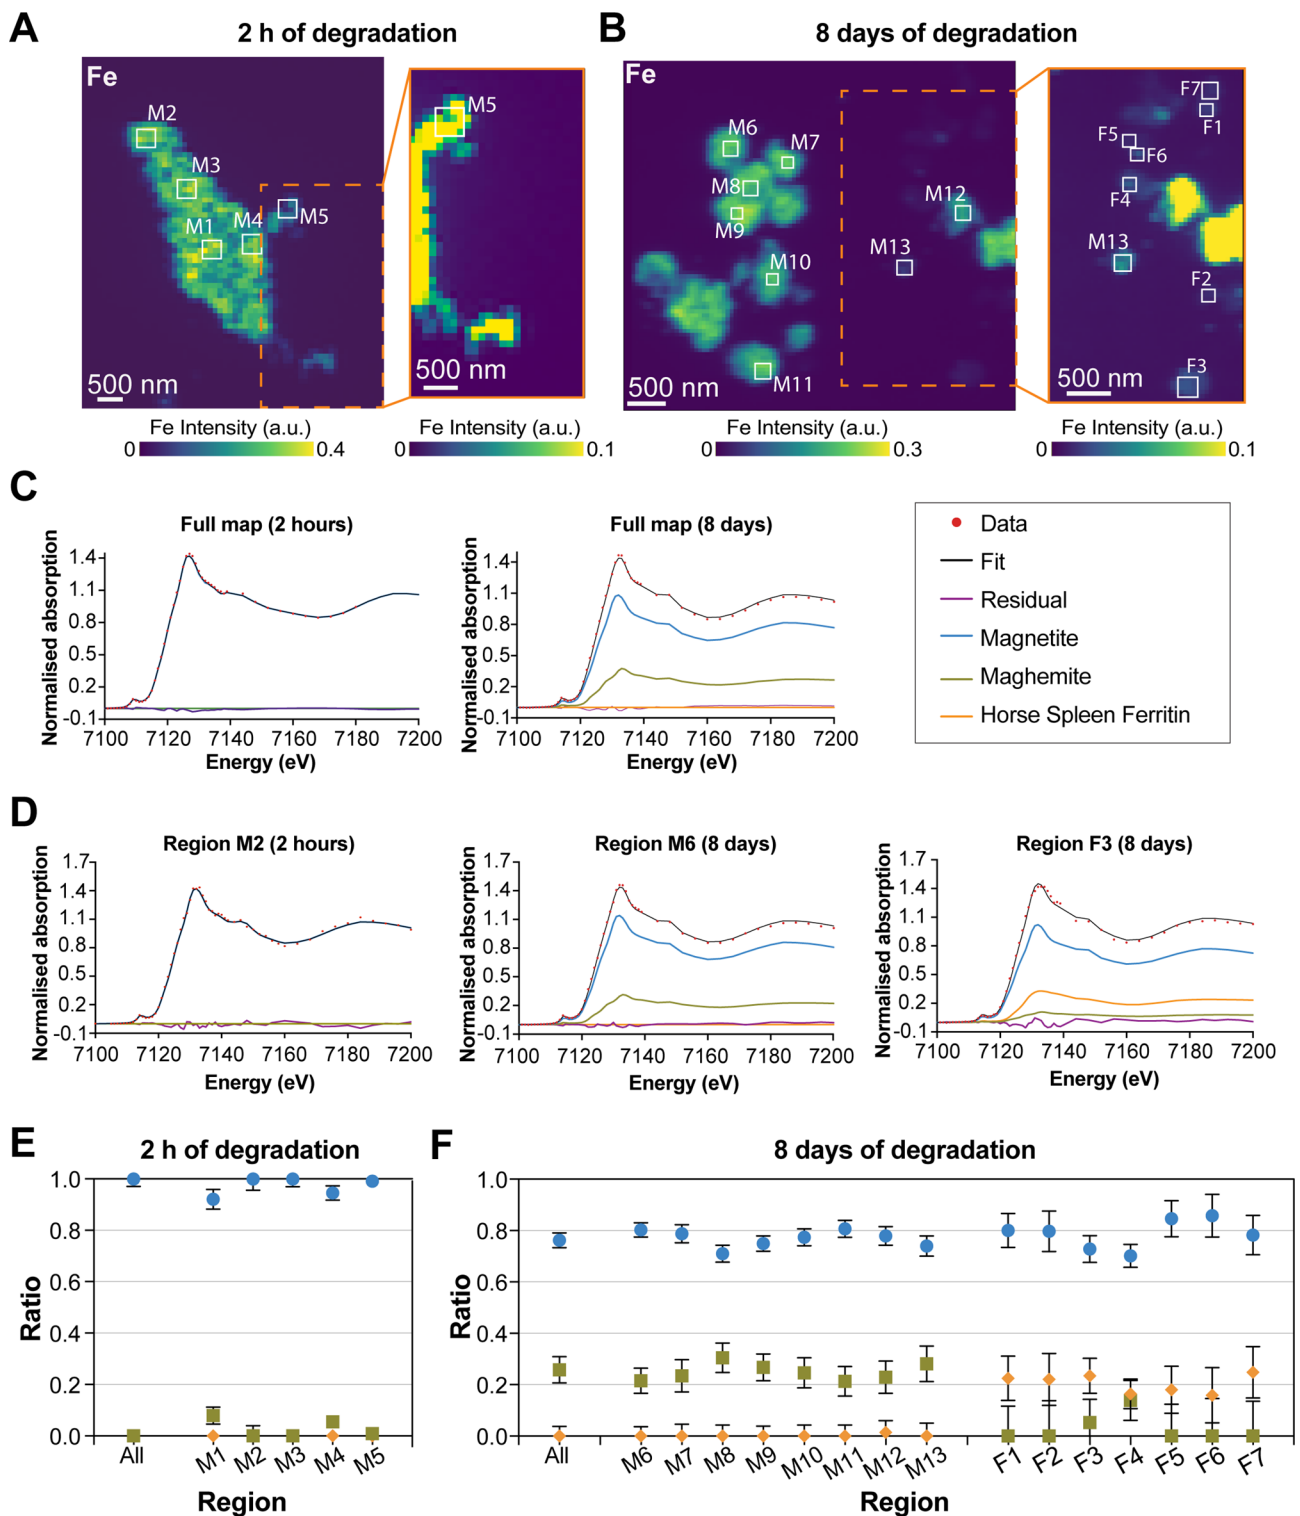 A
2 h of degradation
Fe
M2
M3
M1
M4
M5
500 nm
M5
500 nm
Fe Intensity (a.u.)
0
0.4
Fe Intensity (a.u.)
0
0.1
B
8 days of degradation
Fe
M6
M7
M8
M9
M10
M11
M12
M13
500 nm
F7
F1
F5
F6
F4
M13
F2
F3
500 nm
Fe Intensity (a.u.)
0
0.3
Fe Intensity (a.u.)
0
0.1
C
Full map (2 hours)
Normalised absorption
1.4
1.1
0.8
0.5
0.2
-0.1
7100 7120 7140 7160 7180 7200
Energy (eV)
Full map (8 days)
Normalised absorption
1.4
1.1
0.8
0.5
0.2
-0.1
7100 7120 7140 7160 7180 7200
Energy (eV)
Data
Fit
Residual
Magnetite
Maghemite
Horse Spleen Ferritin
D
Region M2 (2 hours)
Normalised absorption
1.7
1.4
1.1
0.8
0.5
0.2
-0.1
7100 7120 7140 7160 7180 7200
Energy (eV)
Region M6 (8 days)
Normalised absorption
1.7
1.4
1.1
0.8
0.5
0.2
-0.1
7100 7120 7140 7160 7180 7200
Energy (eV)
Region F3 (8 days)
Normalised absorption
1.7
1.4
1.1
0.8
0.5
0.2
-0.1
7100 7120 7140 7160 7180 7200
Energy (eV)
E
2 h of degradation
Ratio
1.0
0.8
0.6
0.4
0.2
0.0
All M1 M2 M3 M4 M5
Region
F
8 days of degradation
Ratio
1.0
0.8
0.6
0.4
0.2
0.0
All M6 M7 M8 M9 M10 M11 M12 M13 F1 F2 F3 F4 F5 F6 F7
Region